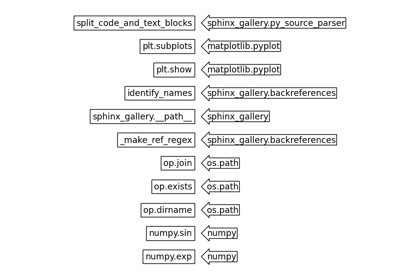 split_code_and_text_blocks sphinx_gallery.py_source_parser
plt.subplots matplotlib.pyplot
plt.show matplotlib.pyplot
identify_names sphinx_gallery.backreferences
sphinx_gallery.__path__ sphinx_gallery
_make_ref_regex sphinx_gallery.backreferences
op.join os.path
op.exists os.path
op.dirname os.path
numpy.sin numpy
numpy.exp numpy